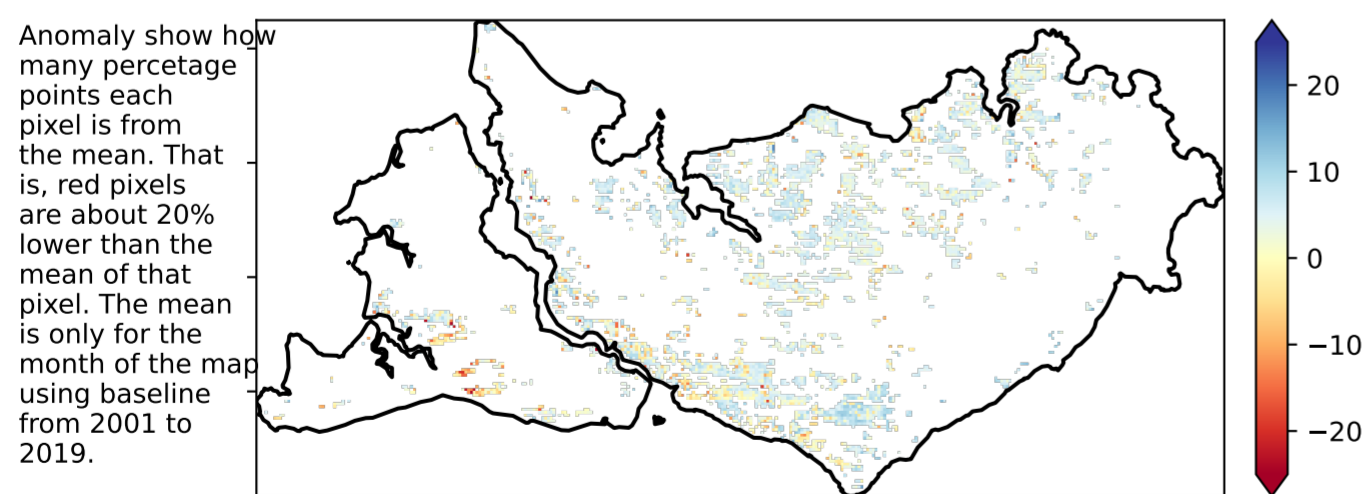 Anomaly show how
many percetage
points each
pixel is from
the mean. That
is, red pixels
are about 20%
lower than the
mean of that
pixel. The mean
is only for the
month of the map
using baseline
from 2001 to
2019.
20
10
0
−10
−20